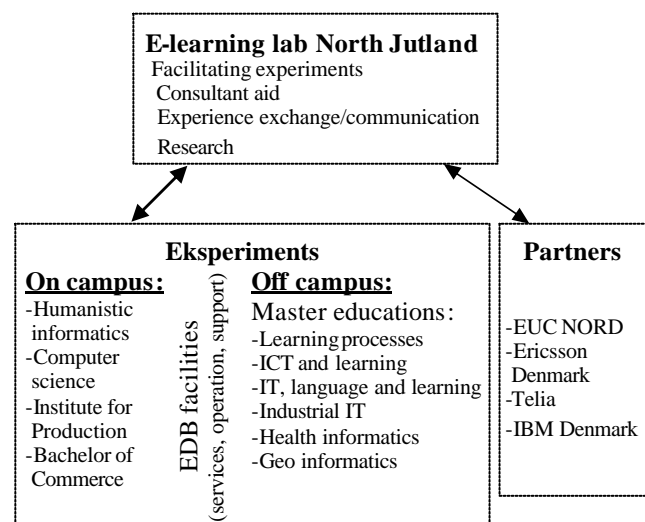 E-learning lab North Jutland
Facilitating experiments
Consultant aid
Experience exchange/communication
Research
Eksperiments
On campus:
-Humanistic
informatics
-Computer
science
-Institute for
Production
-Bachelor of
Commerce
EDB facilities
(services, operation, support)
Off campus:
Master educations:
-Learning processes
-ICT and learning
-IT, language and learning
-Industrial IT
-Health informatics
-Geo informatics
Partners
-EUC NORD
-Ericsson
Denmark
-Telia
-IBM Denmark